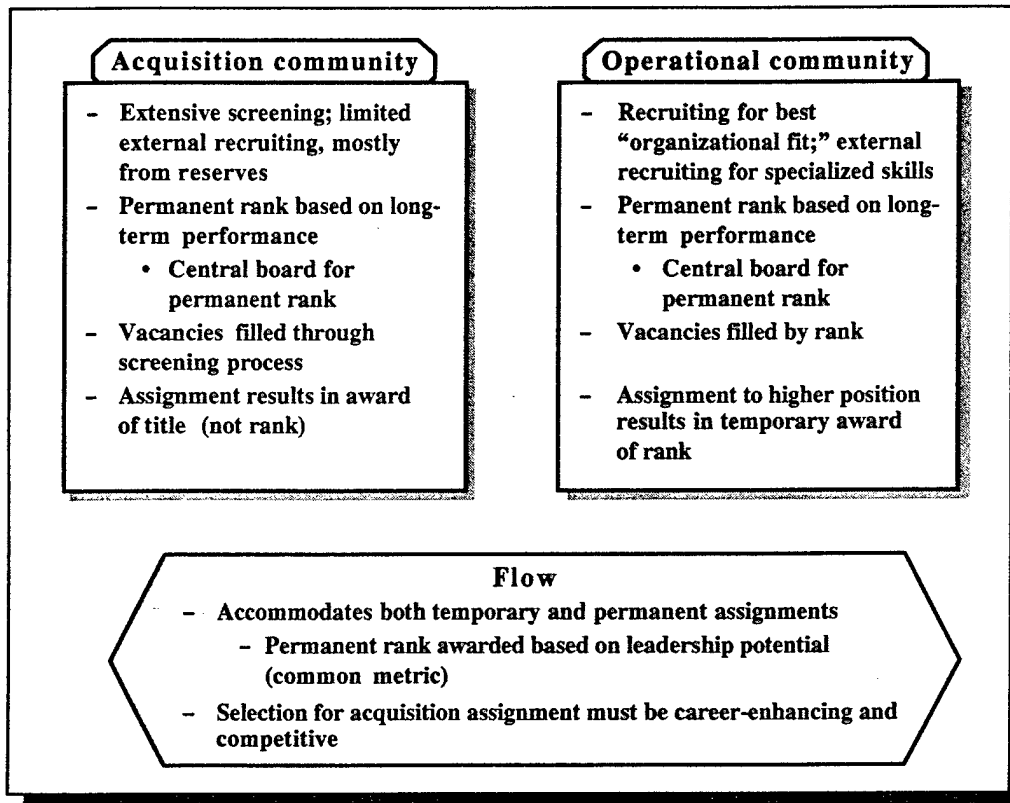 Acquisition community
– Extensive screening; limited
external recruiting, mostly
from reserves
– Permanent rank based on long-
term performance
• Central board for
permanent rank
– Vacancies filled through
screening process
– Assignment results in award
of title (not rank)
Operational community
– Recruiting for best
“organizational fit;” external
recruiting for specialized skills
– Permanent rank based on long-
term performance
• Central board for
permanent rank
– Vacancies filled by rank
– Assignment to higher position
results in temporary award
of rank
Flow
– Accommodates both temporary and permanent assignments
– Permanent rank awarded based on leadership potential
(common metric)
– Selection for acquisition assignment must be career-enhancing and
competitive